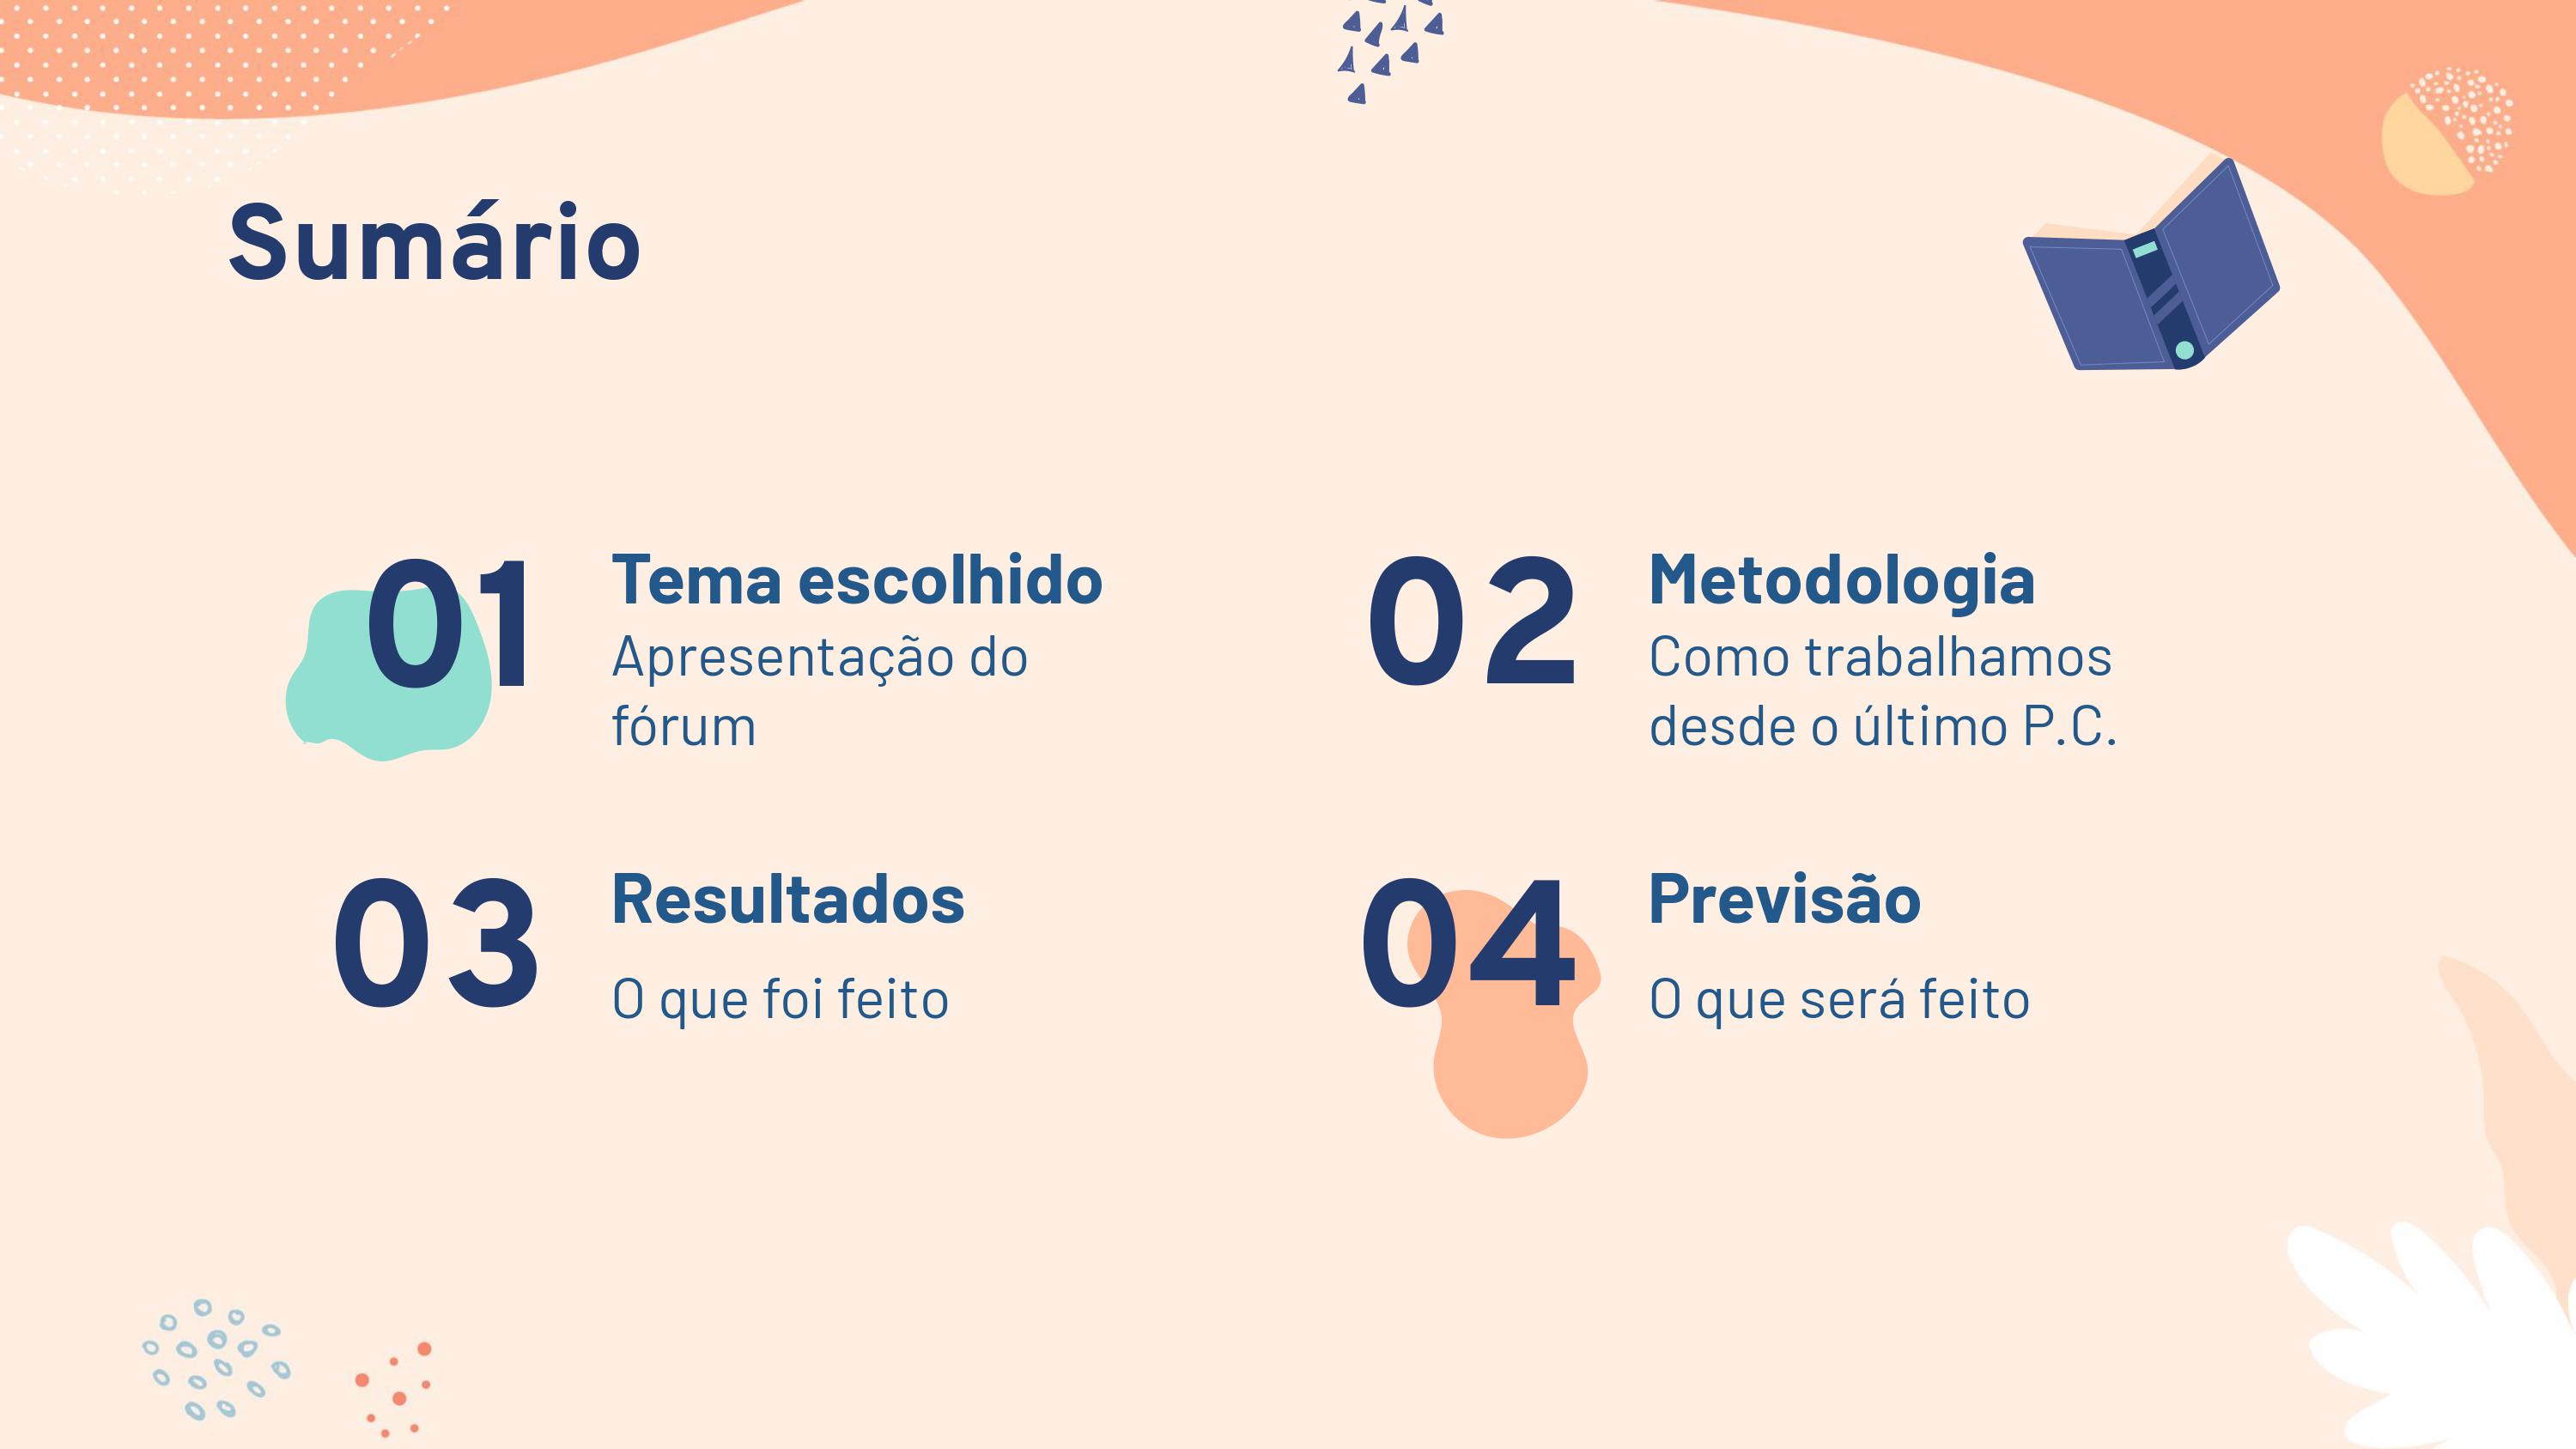 Sumário
01
Tema escolhido
Apresentação do
fórum
02
Metodologia
Como trabalhamos
desde o último P.C.
03
Resultados
O que foi feito
04
Previsão
O que será feito